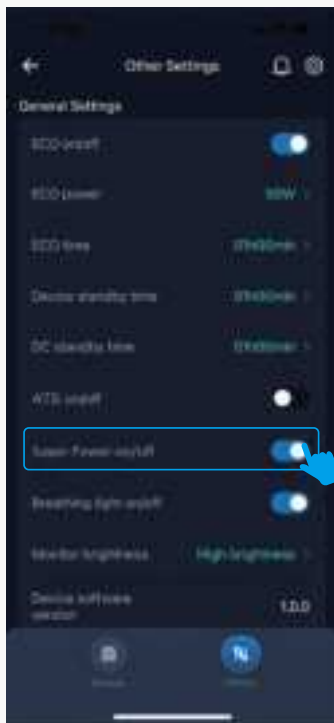 Other Settings
General Settings
ECO on/off
ECO power
ECO time
Device standby time
DC standby time
on/off
Super Power on/off
Breathing light on/off
Monitor brightness High brightness
Device software
version
1.0.0